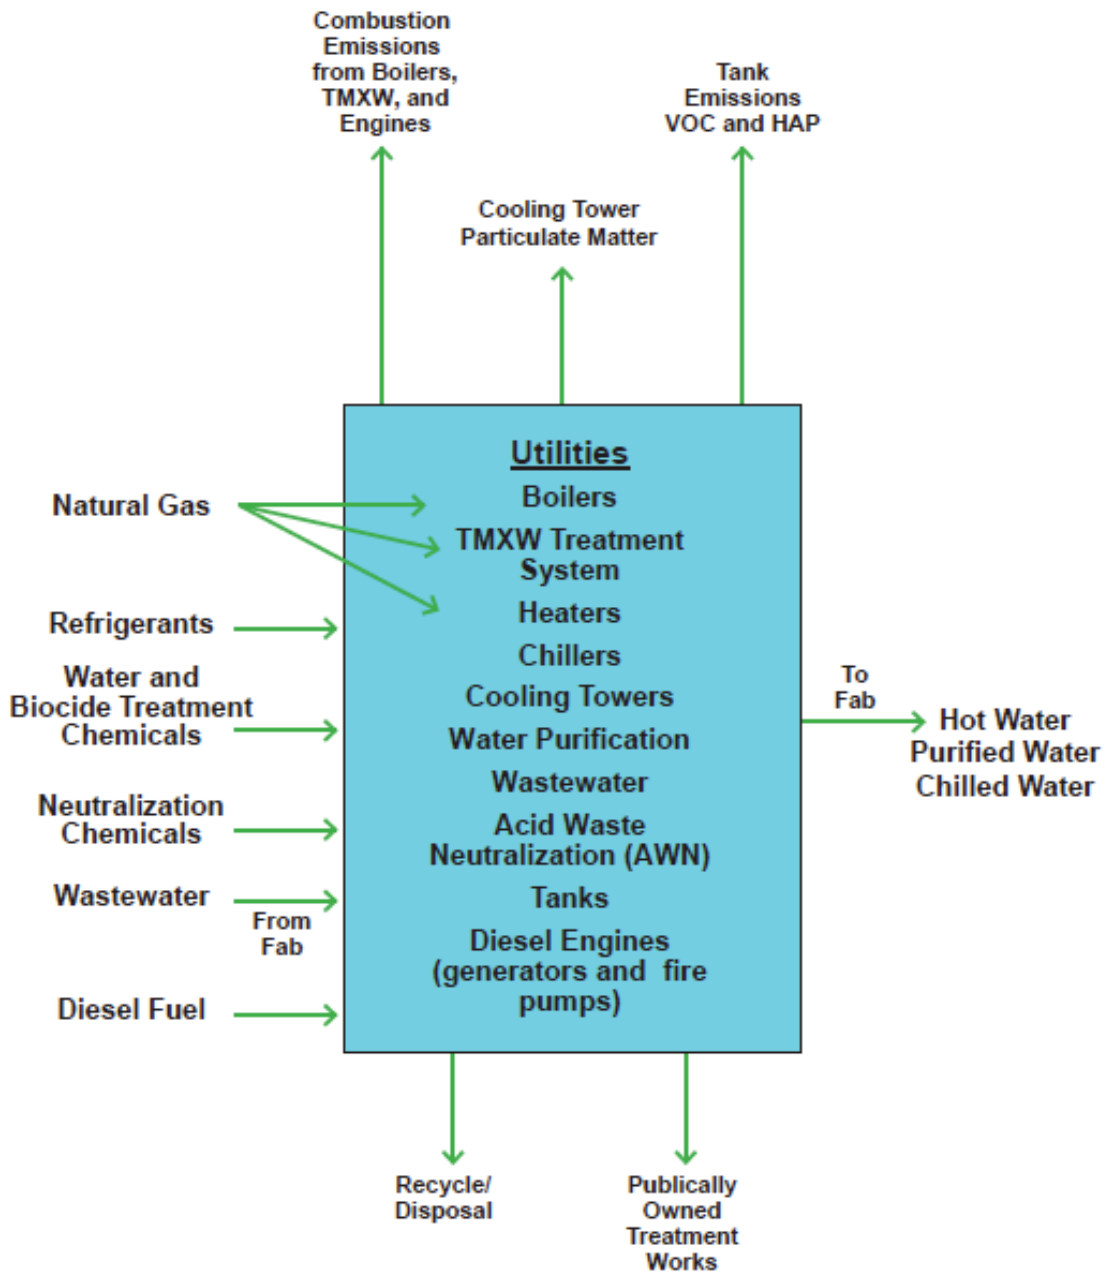 Combustion
Emissions
from Boilers,
TMXW, and
Engines
Tank
Emissions
VOC and HAP
Cooling Tower
Particulate Matter
Utilities
Boilers
TMXW Treatment
System
Heaters
Chillers
Cooling Towers
Water Purification
Wastewater
Acid Waste
Neutralization (AWN)
Tanks
Diesel Engines
(generators and fire
pumps)
Natural Gas
Refrigerants
Water and
Biocide Treatment
Chemicals
Neutralization
Chemicals
Wastewater
From
Fab
Diesel Fuel
To
Fab
Hot Water
Purified Water
Chilled Water
Recycle/
Disposal
Publically
Owned
Treatment
Works